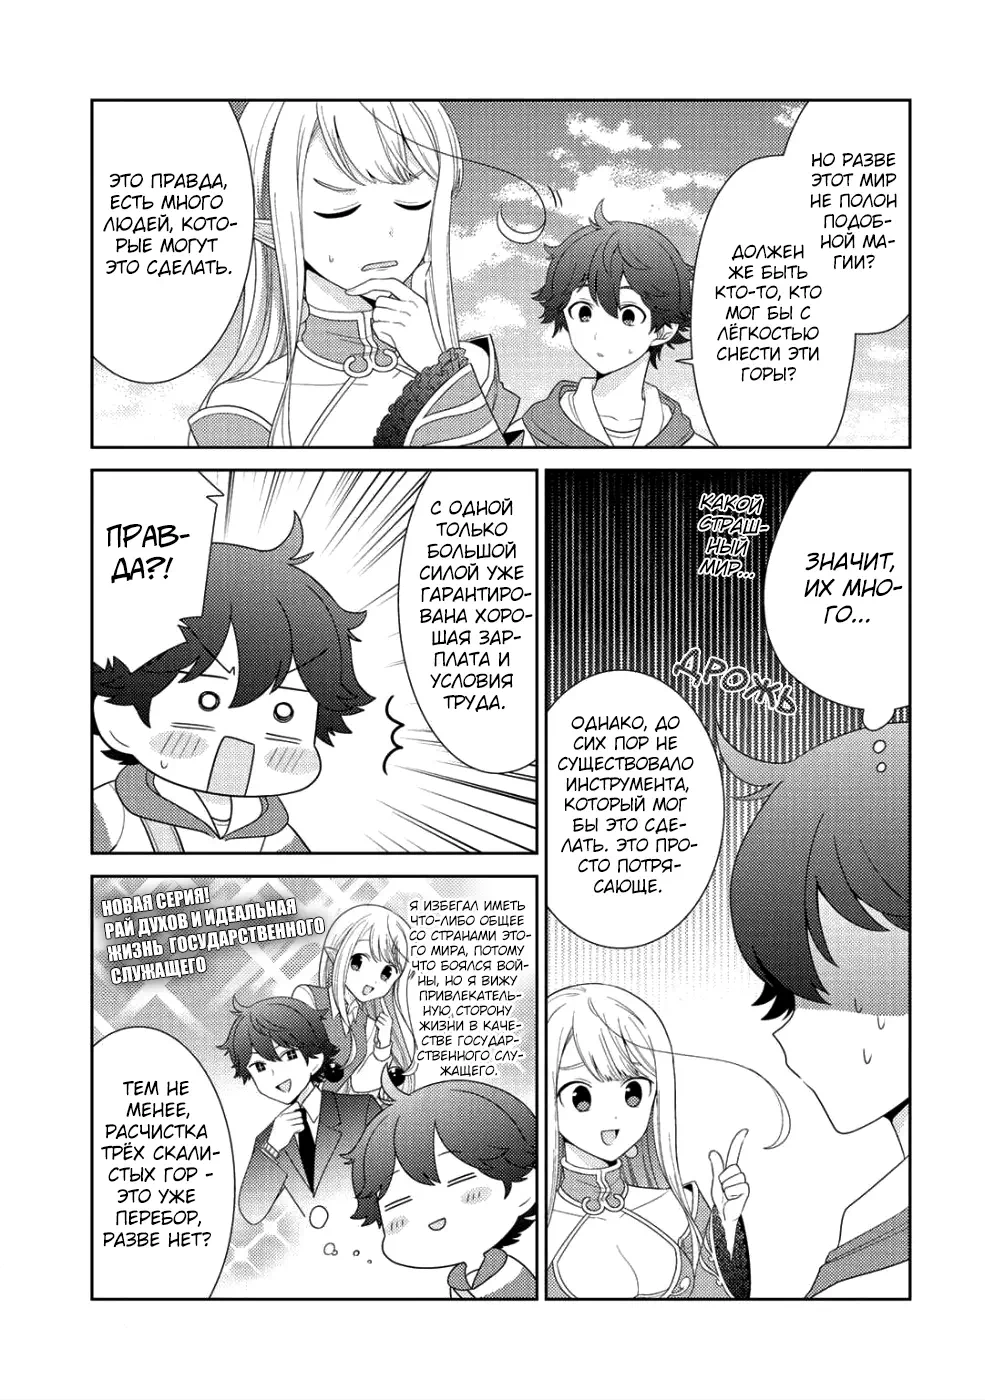 НО РАЗВЕ
ЭТОТ МИР
НЕ ПОЛОН
ПОДОБ-
НОЙ МА-
ГИИ?
ДОЛЖЕН
ЖЕ БЫТЬ
КТО-ТО, КТО
МОГ БЫ С
ЛЁГКОСТЬЮ
СНЕСТИ ЭТИ
ГОРЫ?
ЭТО ПРАВДА,
ЕСТЬ МНОГО
ЛЮДЕЙ, КОТО-
РЫЕ МОГУТ
ЭТО СДЕЛАТЬ.
ЗНАЧИТ,
ИХ МНО-
ГО...
КАКОЙ
СТРАШ-
НЫЙ
МИР...
ДРОЖЬ
ОДНАКО, ДО
СИХ ПОР НЕ
СУЩЕСТВОВАЛО
ИНСТРУМЕНТА,
КОТОРЫЙ МОГ
БЫ ЭТО СДЕ-
ЛАТЬ. ЭТО ПРО-
СТО ПОТРЯ-
САЮЩЕ.
С ОДНОЙ
ТОЛЬКО
БОЛЬШОЙ
СИЛОЙ УЖЕ
ГАРАНТИРО-
ВАНА ХОРО-
ШАЯ ЗАР-
ПЛАТА И
УСЛОВИЯ
ТРУДА.
ПРАВ-
ДА?!
НОВАЯ СЕРИЯ!
РАЙ ДУХОВ И ИДЕАЛЬНАЯ
ЖИЗНЬ ГОСУДАРСТВЕННОГО
СЛУЖАЩЕГО
Я ИЗБЕГАЛ ИМЕТЬ
ЧТО-ЛИБО ОБЩЕЕ
СО СТРАНАМИ ЭТО-
ГО МИРА, ПОТОМУ
ЧТО БОЯЛСЯ ВОЙ-
НЫ, НО Я ВИЖУ
ПРИВЛЕКАТЕЛЬ-
НУЮ СТОРОНУ
ЖИЗНИ В КАЧЕ-
СТВЕ ГОСУДАР-
СТВЕННОГО СЛУ-
ЖАЩЕГО.
ТЕМ НЕ
МЕНЕЕ,
РАСЧИСТКА
ТРЁХ СКАЛИ-
СТЫХ ГОР -
ЭТО УЖЕ
ПЕРЕБОР,
РАЗВЕ НЕТ?